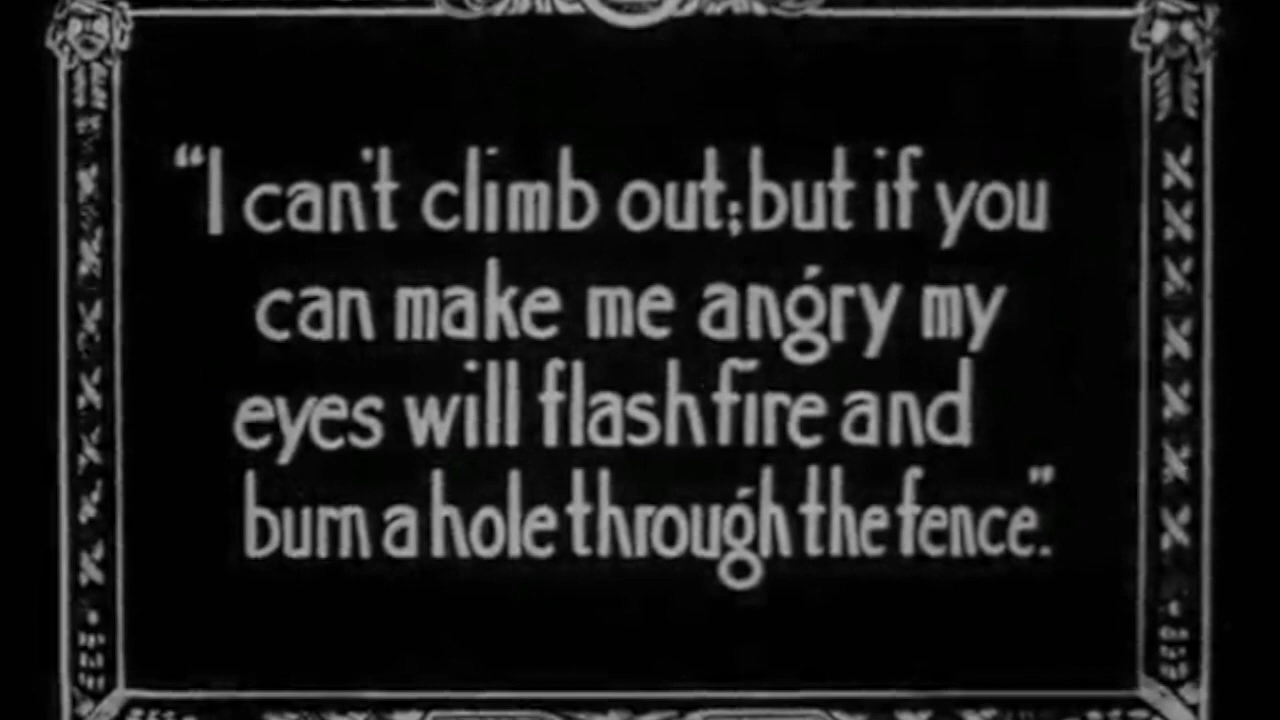 “I can't climb out; but if you
can make me angry my
eyes will flash fire and
burn a hole through the fence.”